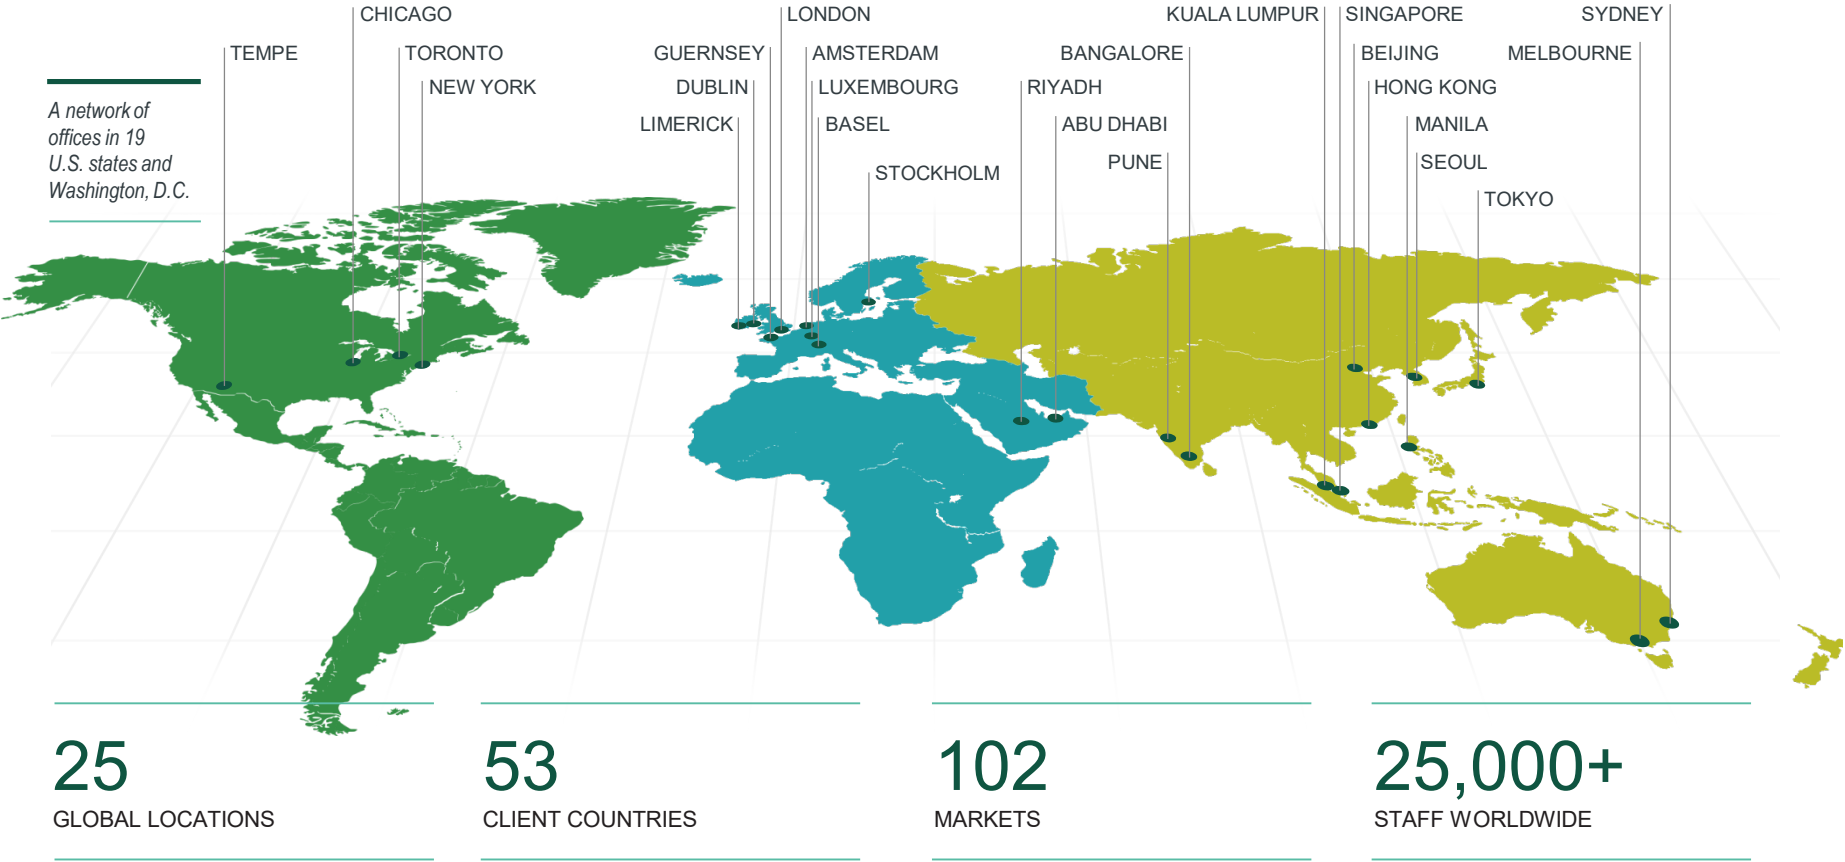 CHICAGO
LONDON
KUALA LUMPUR
SINGAPORE
SYDNEY
TEMPE
TORONTO
GUERNSEY
AMSTERDAM
BANGALORE
BEIJING
MELBOURNE
NEW YORK
DUBLIN
LUXEMBOURG
RIYADH
HONG KONG
A network of
offices in 19
U.S. states and
Washington, D.C.
LIMERICK
BASEL
ABU DHABI
MANILA
PUNE
SEOUL
STOCKHOLM
TOKYO
25
GLOBAL LOCATIONS
53
CLIENT COUNTRIES
102
MARKETS
25,000+
STAFF WORLDWIDE